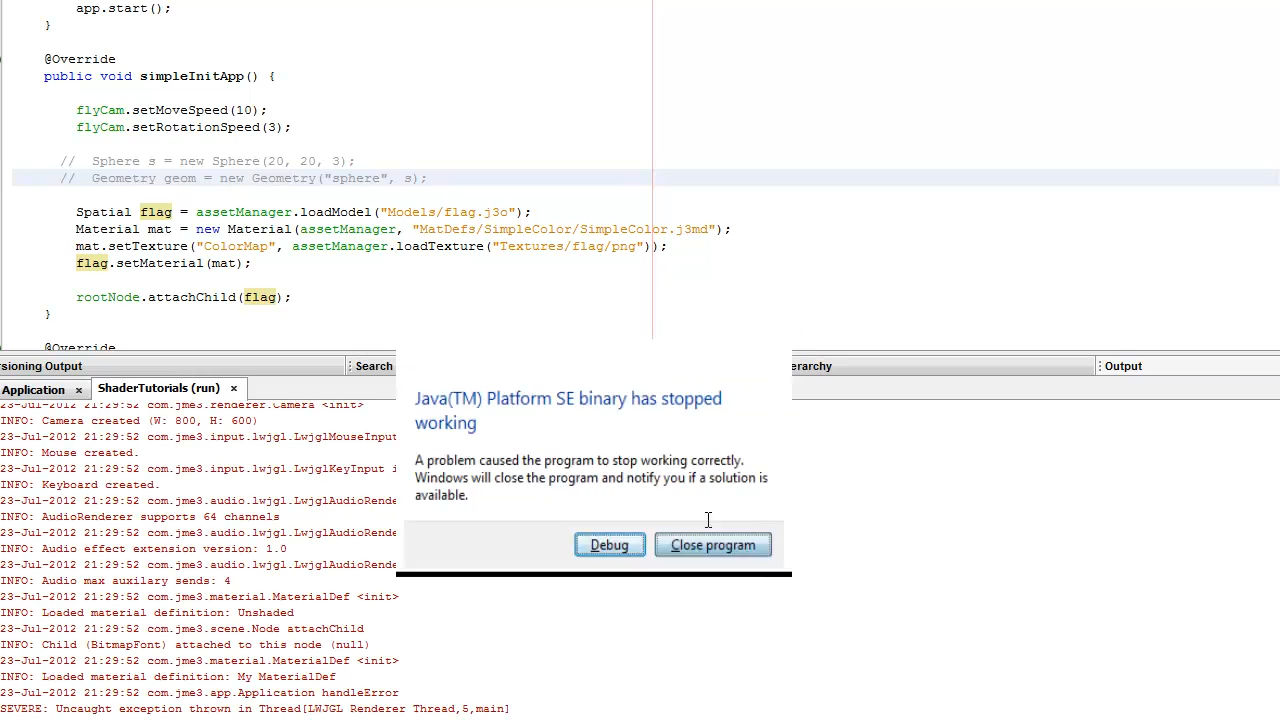 app.start();
}
@Override
public void simpleInitApp() {
flyCam.setMoveSpeed(10);
flyCam.setRotationSpeed(3);
// Sphere s = new Sphere(20, 20, 3);
// Geometry geom = new Geometry("sphere", s);
Spatial flag = assetManager.loadModel("Models/flag.j3o");
Material mat = new Material(assetManager, "MatDefs/SimpleColor/SimpleColor.j3md");
mat.setTexture("ColorMap", assetManager.loadTexture("Textures/flag/png"));
flag.setMaterial(mat);
rootNode.attachChild(flag);
}
@Override
rsioning Output Search erarchy Output
Application × ShaderTutorials (run) ×
23-Jul-2012 21:29:52 com.jme3.renderer.Camera <init>
INFO: Camera created (W: 800, H: 600)
23-Jul-2012 21:29:52 com.jme3.input.lwjgl.LwjglMouseInput
INFO: Mouse created.
23-Jul-2012 21:29:52 com.jme3.input.lwjgl.LwjglKeyInput i
INFO: Keyboard created.
23-Jul-2012 21:29:52 com.jme3.audio.lwjgl.LwjglAudioRende
INFO: AudioRenderer supports 64 channels
23-Jul-2012 21:29:52 com.jme3.audio.lwjgl.LwjglAudioRende
INFO: Audio effect extension version: 1.0
23-Jul-2012 21:29:52 com.jme3.audio.lwjgl.LwjglAudioRende
INFO: Audio max auxilary sends: 4
23-Jul-2012 21:29:52 com.jme3.material.MaterialDef <init>
INFO: Loaded material definition: Unshaded
23-Jul-2012 21:29:52 com.jme3.scene.Node attachChild
INFO: Child (BitmapFont) attached to this node (null)
23-Jul-2012 21:29:52 com.jme3.material.MaterialDef <init>
INFO: Loaded material definition: My MaterialDef
23-Jul-2012 21:29:52 com.jme3.app.Application handleError
SEVERE: Uncaught exception thrown in Thread[LWJGL Renderer Thread,5,main]
Java(TM) Platform SE binary has stopped
working
A problem caused the program to stop working correctly.
Windows will close the program and notify you if a solution is
available.
Debug Close program